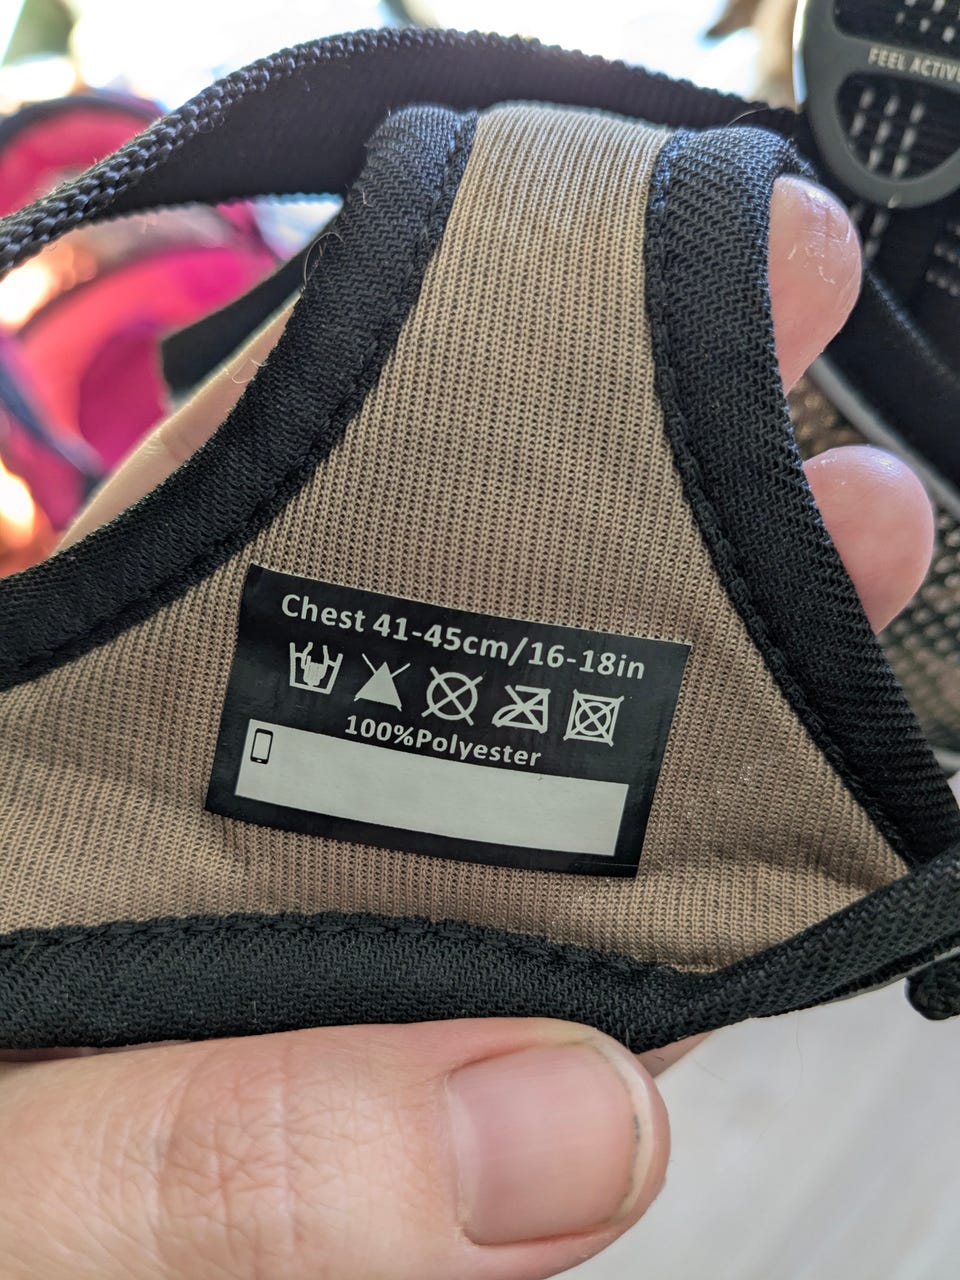 FEEL ACTIVE
Chest 41-45cm/16-18in
100%Polyester